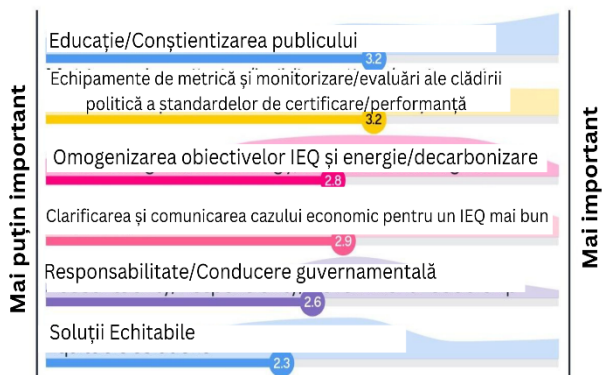 Mai puțin important
Educație/Conștientizarea publicului
3.2
Echipamente de metrică și monitorizare/evaluări ale clădirii
politică a standardelor de certificare/performanță
3.2
Omogenizarea obiectivelor IEQ și energie/decarbonizare
2.8
Clarificarea și comunicarea cazului economic pentru un IEQ mai bun
2.9
Responsabilitate/Conducere guvernamentală
2.6
Soluții Echitabile
2.3
Mai important